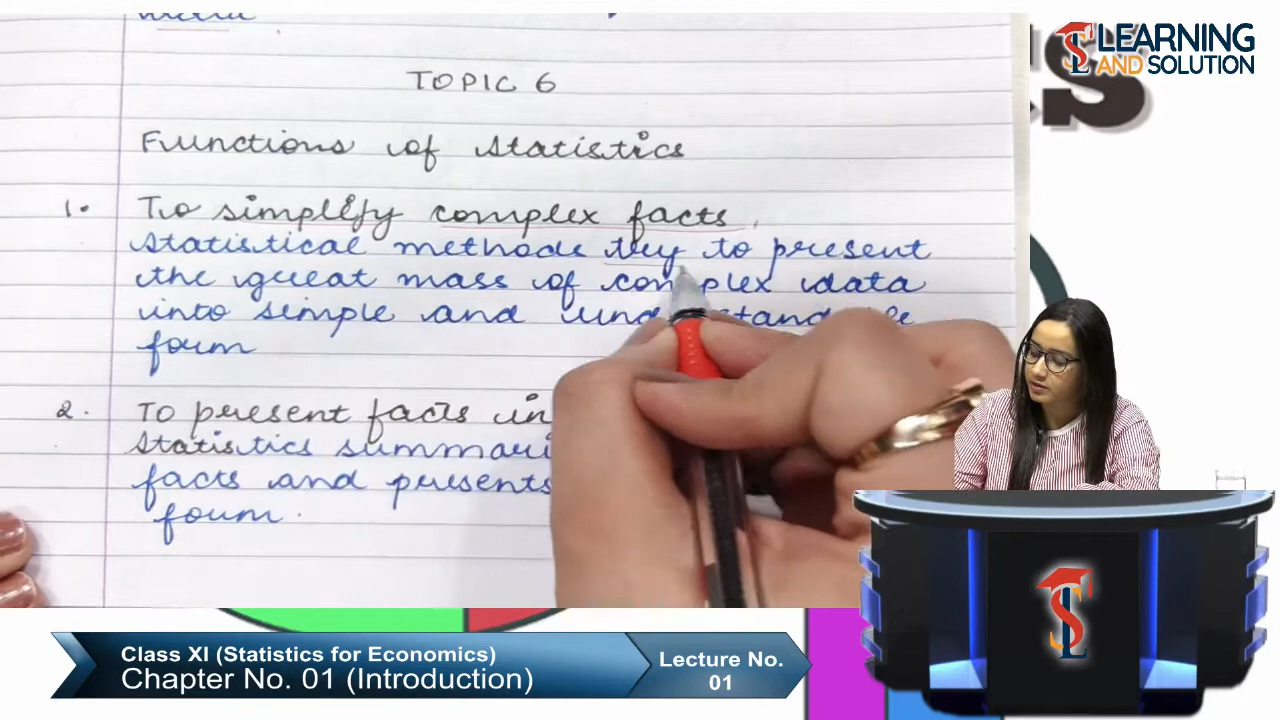 TOPIC 6
Functions of statistics
1. To simplify complex facts.
Statistical methods try to present
the great mass of complex data
into simple and
form
2. To present facts in
Statistics
facts and presents
form.
LEARNING
AND SOLUTION
Class XI (Statistics for Economics)
Chapter No. 01 (Introduction)
Lecture No.
01